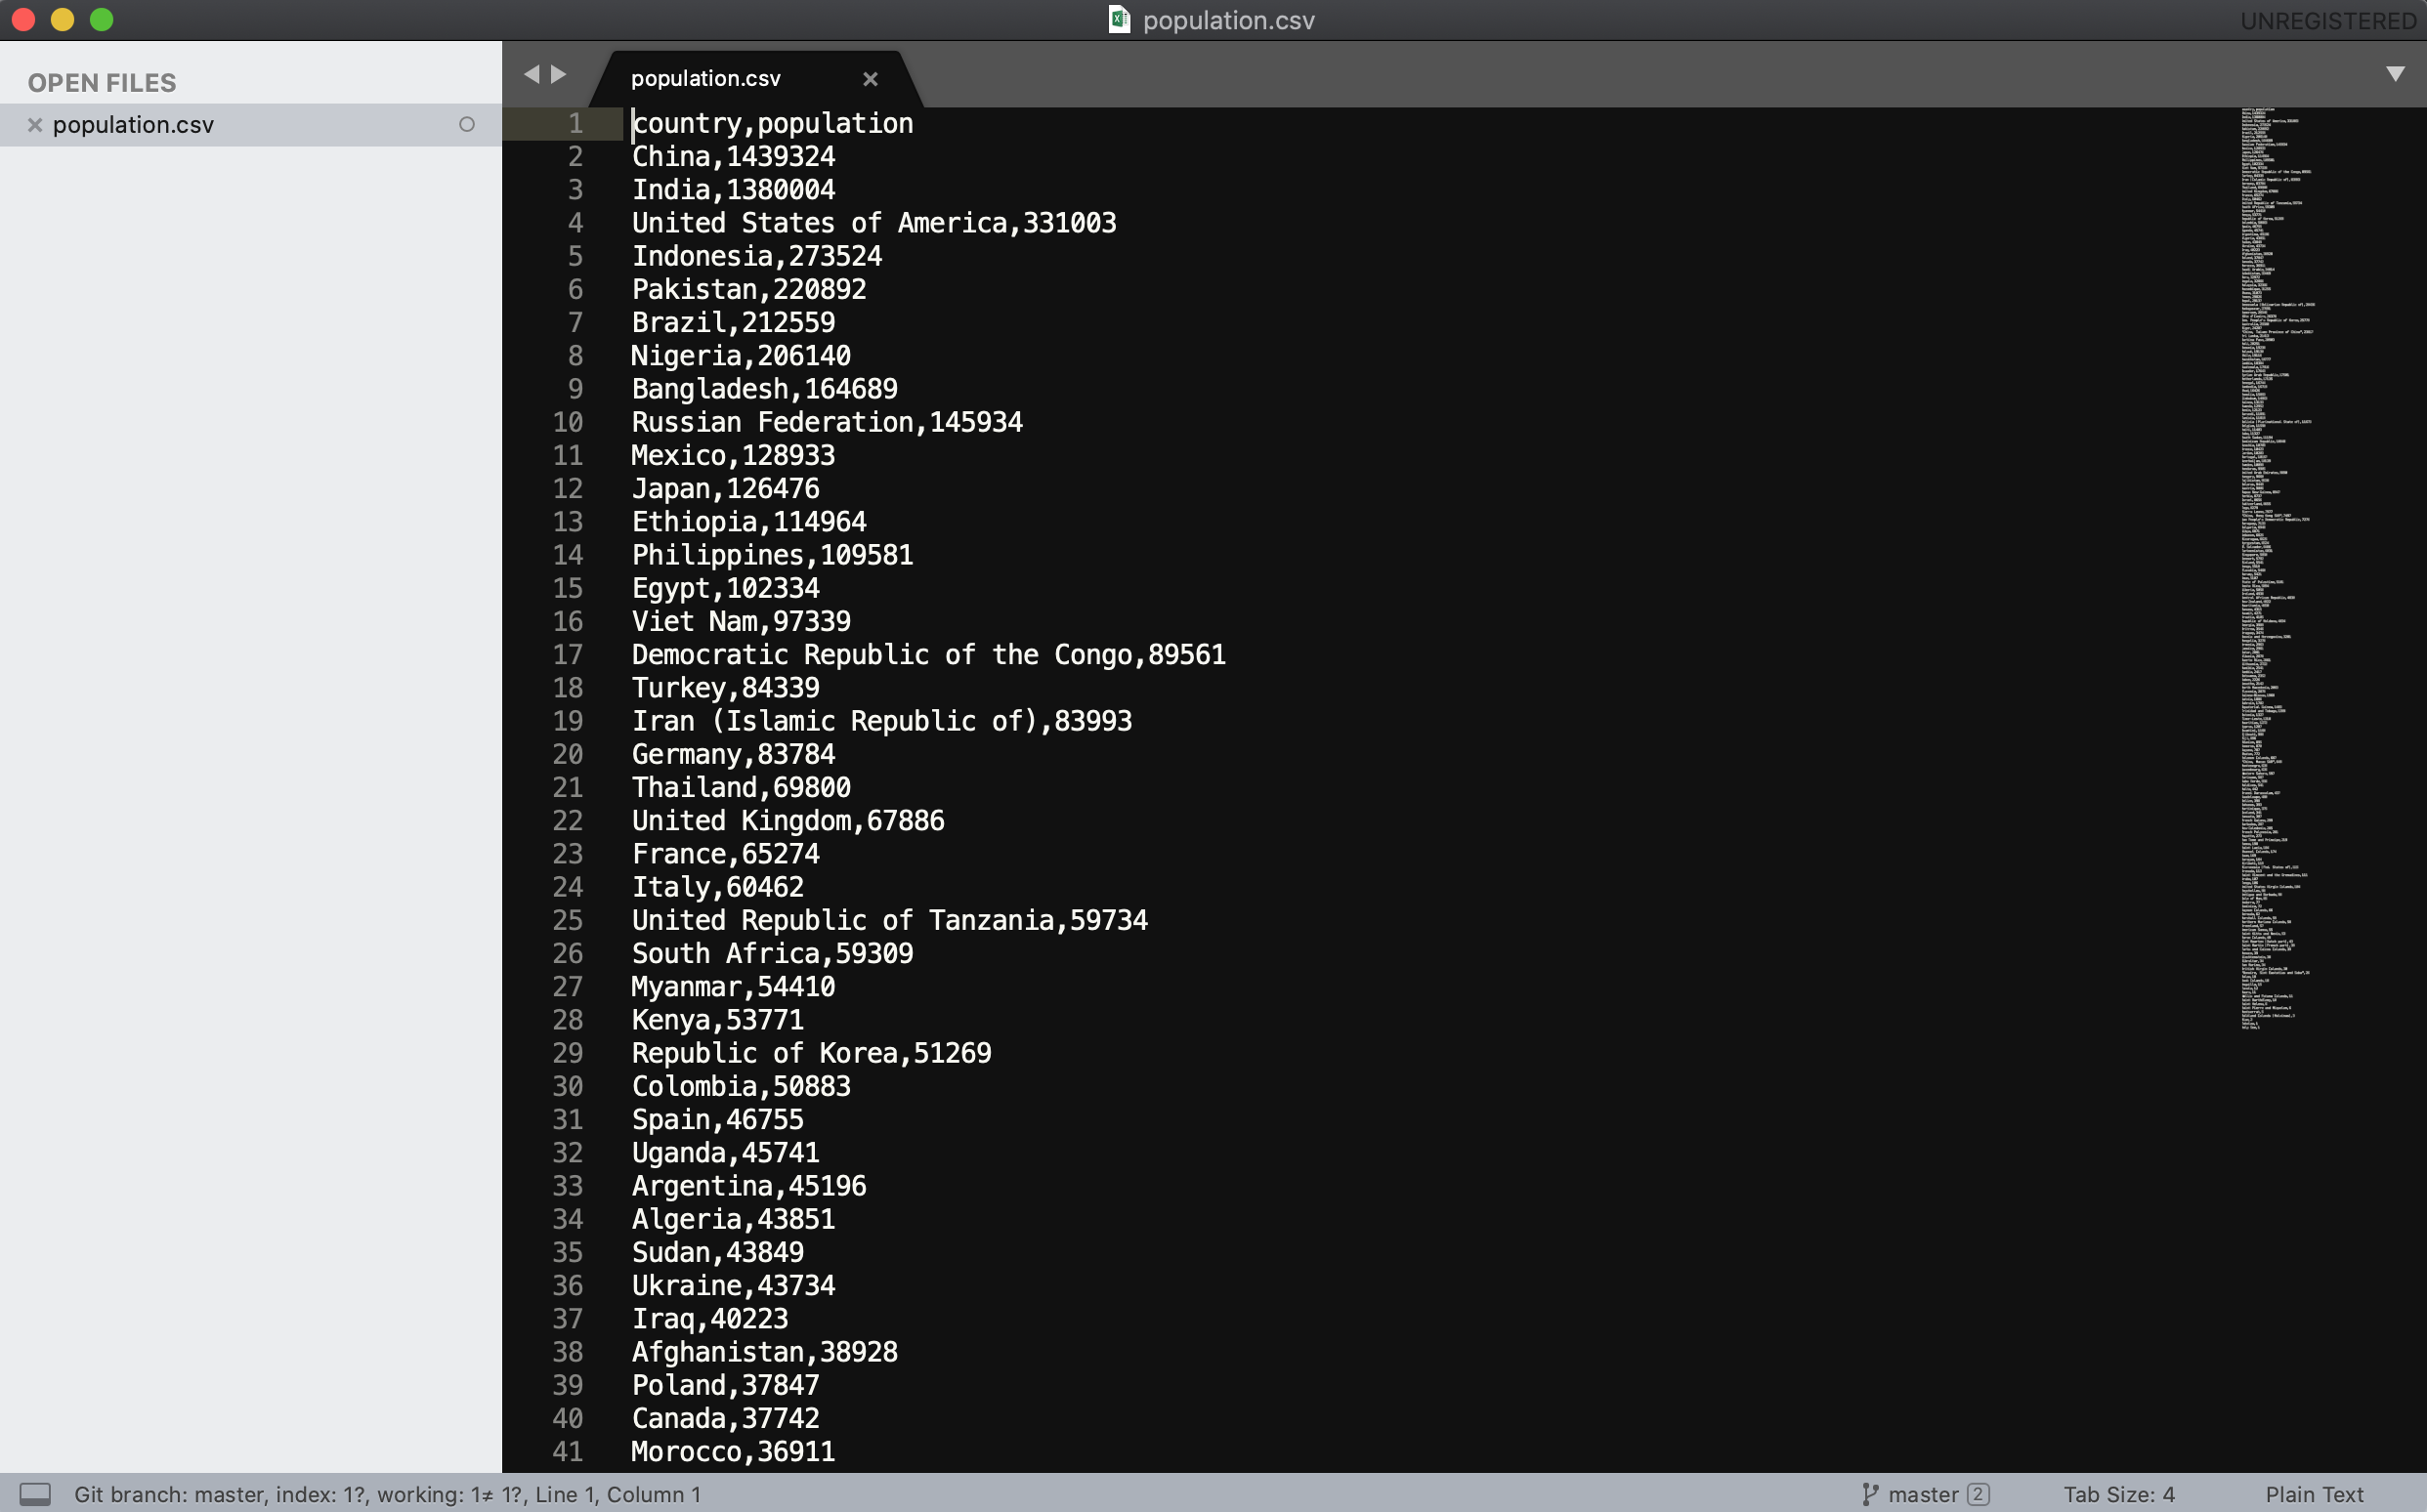 population.csv
UNREGISTERED
OPEN FILES
population.csv
population.csv
1 country,population
2 China,1439324
3 India,1380004
4 United States of America,331003
5 Indonesia,273524
6 Pakistan,220892
7 Brazil,212559
8 Nigeria,206140
9 Bangladesh,164689
10 Russian Federation,145934
11 Mexico,128933
12 Japan,126476
13 Ethiopia,114964
14 Philippines,109581
15 Egypt,102334
16 Viet Nam,97339
17 Democratic Republic of the Congo,89561
18 Turkey,84339
19 Iran (Islamic Republic of),83993
20 Germany,83784
21 Thailand,69800
22 United Kingdom,67886
23 France,65274
24 Italy,60462
25 United Republic of Tanzania,59734
26 South Africa,59309
27 Myanmar,54410
28 Kenya,53771
29 Republic of Korea,51269
30 Colombia,50883
31 Spain,46755
32 Uganda,45741
33 Argentina,45196
34 Algeria,43851
35 Sudan,43849
36 Ukraine,43734
37 Iraq,40223
38 Afghanistan,38928
39 Poland,37847
40 Canada,37742
41 Morocco,36911
Git branch: master, index: 1?, working: 1≠ 1?, Line 1, Column 1
master 2
Tab Size: 4
Plain Text